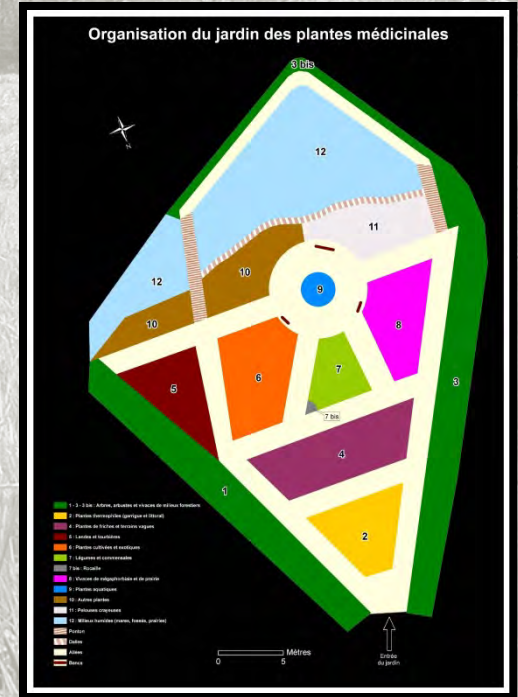 Organisation du jardin des plantes médicinales
3 bis
N
12
11
12
10
9
10
8
5
6
7
3
7 bis
4
1
2
1 - 3 - 3 bis : Arbres, arbustes et vivaces de milieux forestiers
2 : Plantes thermophiles (garrigue et littoral)
4 : Plantes de friches et terrains vagues
5 : Landes et tourbières
6 : Plantes cultivées et exotiques
7 : Légumes et commensales
7 bis : Rocaille
8 : Vivaces de mégaphorbiaie et de prairie
9 : Plantes aquatiques
10 : Autres plantes
11 : Pelouses crayeuses
12 : Milieux humides (mares, fossés, prairies)
Ponton
Dalles
Allées
Bancs
Mètres
0 5
Entrée
du jardin